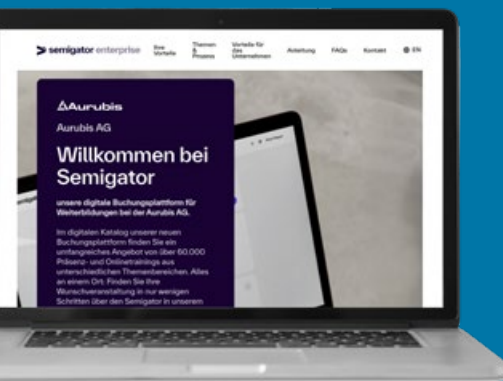 semigator enterprise
Ihre
Vorteile
Themen
&
Prozess
Vorteile für
das
Unternehmen
Anleitung
FAQs
Kontakt
EN
Aurubis
Aurubis AG
Willkommen bei
Semigator
unsere digitale Buchungsplattform für
Weiterbildungen bei der Aurubis AG.
Im digitalen Katalog unserer neuen
Buchungsplattform finden Sie ein
umfangreiches Angebot von über 60.000
Präsenz- und Onlinetrainings aus
unterschiedlichen Themenbereichen. Alles
an einem Ort: Finden Sie Ihre
Wunschveranstaltung in nur wenigen
Schritten über den Semigator in unserem